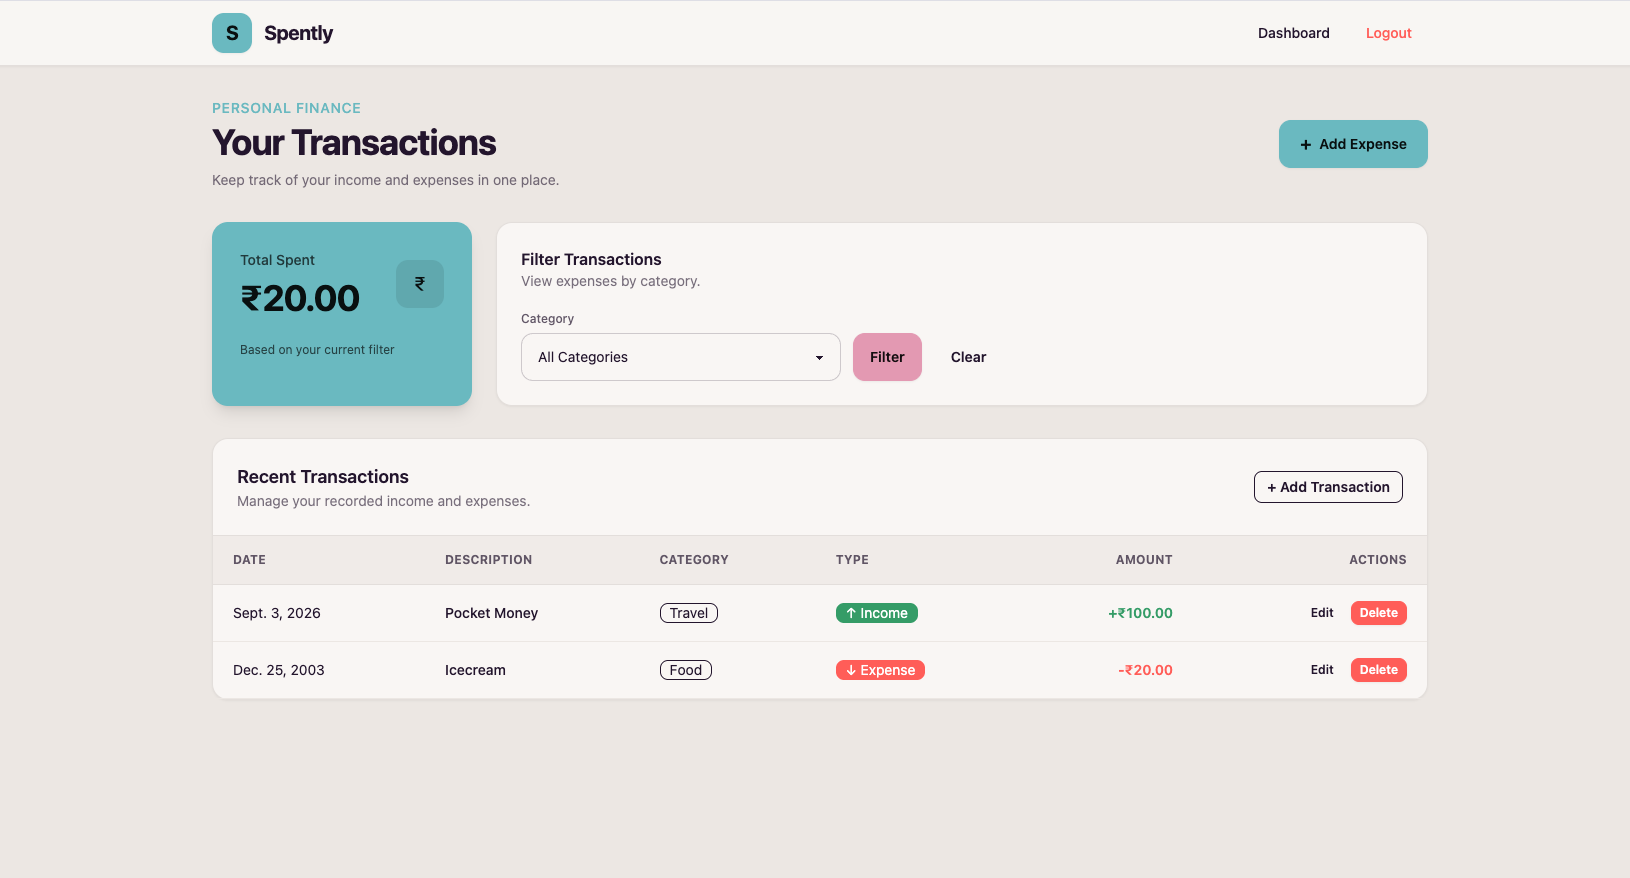 S Spently Dashboard Logout
PERSONAL FINANCE
Your Transactions
Keep track of your income and expenses in one place.
+ Add Expense
Total Spent
₹20.00
₹
Based on your current filter
Filter Transactions
View expenses by category.
Category
All Categories Filter Clear
Recent Transactions
Manage your recorded income and expenses.
+ Add Transaction
DATE DESCRIPTION CATEGORY TYPE AMOUNT ACTIONS
Sept. 3, 2026 Pocket Money Travel ↑ Income +₹100.00 Edit Delete
Dec. 25, 2003 Icecream Food ↓ Expense -₹20.00 Edit Delete